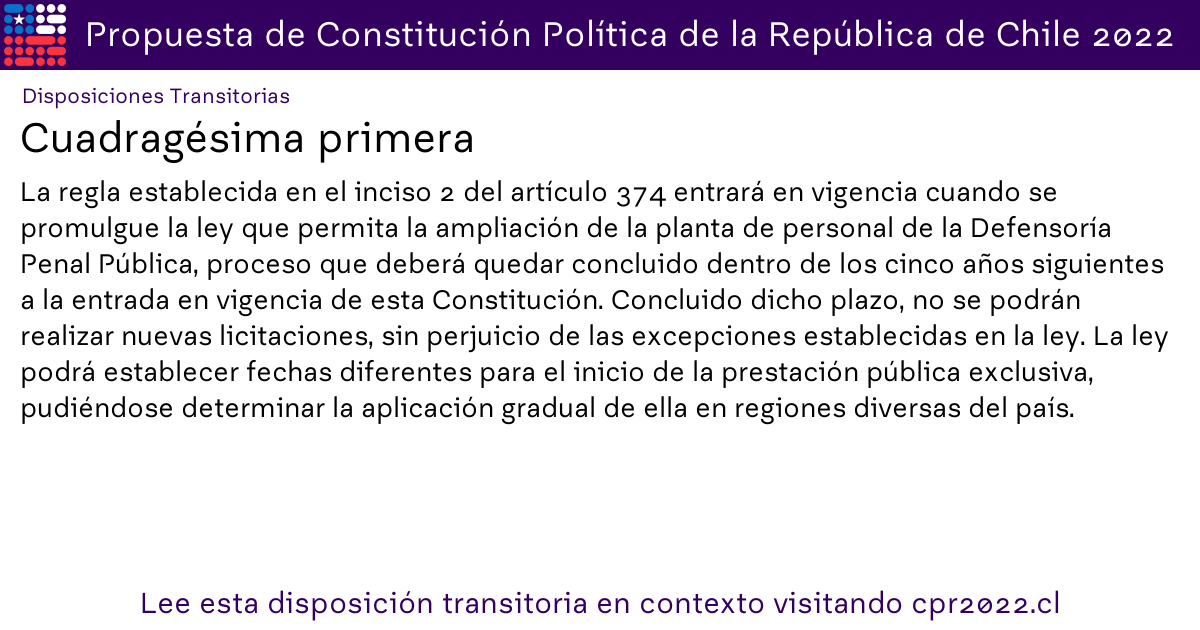 Propuesta de Constitución Política de la República de Chile 2022
Disposiciones Transitorias
Cuadragésima primera
La regla establecida en el inciso 2 del artículo 374 entrará en vigencia cuando se
promulgue la ley que permita la ampliación de la planta de personal de la Defensoría
Penal Pública, proceso que deberá quedar concluido dentro de los cinco años siguientes
a la entrada en vigencia de esta Constitución. Concluido dicho plazo, no se podrán
realizar nuevas licitaciones, sin perjuicio de las excepciones establecidas en la ley. La ley
podrá establecer fechas diferentes para el inicio de la prestación pública exclusiva,
pudiéndose determinar la aplicación gradual de ella en regiones diversas del país.
Lee esta disposición transitoria en contexto visitando cpr2022.cl